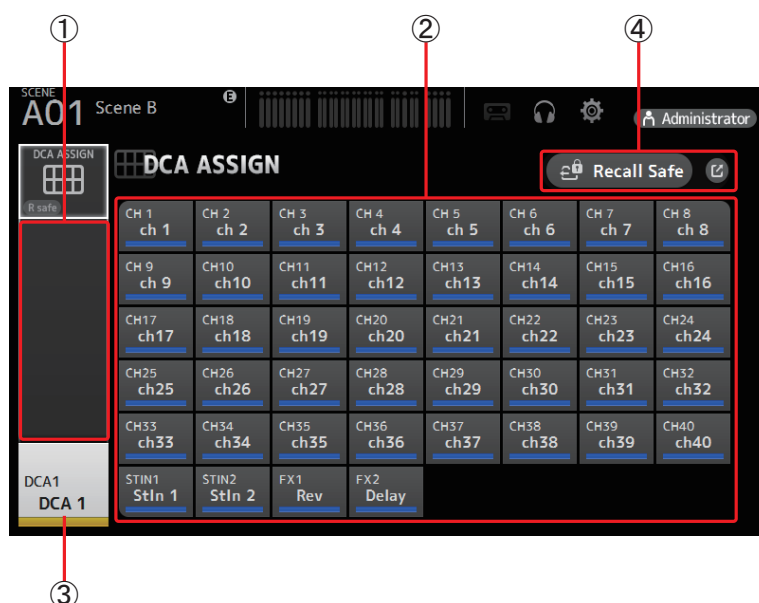 ① ② ④
SCENE
A01 Scene B E
Administrator
DCA ASSIGN
R safe
DCA ASSIGN
Recall Safe
CH 1 CH 2 CH 3 CH 4 CH 5 CH 6 CH 7 CH 8
ch 1 ch 2 ch 3 ch 4 ch 5 ch 6 ch 7 ch 8
CH 9 CH10 CH11 CH12 CH13 CH14 CH15 CH16
ch 9 ch10 ch11 ch12 ch13 ch14 ch15 ch16
CH17 CH18 CH19 CH20 CH21 CH22 CH23 CH24
ch17 ch18 ch19 ch20 ch21 ch22 ch23 ch24
CH25 CH26 CH27 CH28 CH29 CH30 CH31 CH32
ch25 ch26 ch27 ch28 ch29 ch30 ch31 ch32
CH33 CH34 CH35 CH36 CH37 CH38 CH39 CH40
ch33 ch34 ch35 ch36 ch37 ch38 ch39 ch40
STIN1 STIN2 FX1 FX2
StIn 1 StIn 2 Rev Delay
DCA1
DCA 1
③